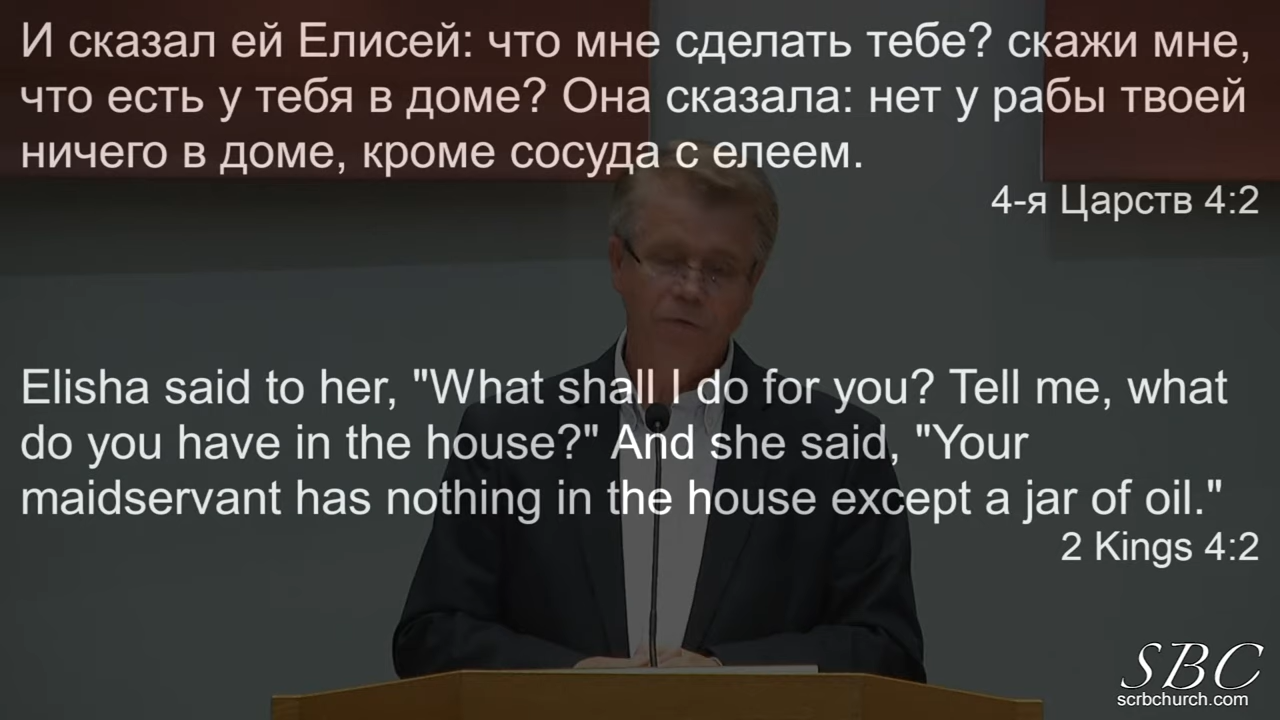 И сказал ей Елисей: что мне сделать тебе? скажи мне,
что есть у тебя в доме? Она сказала: нет у рабы твоей
ничего в доме, кроме сосуда с елеем.
4-я Царств 4:2
Elisha said to her, "What shall I do for you? Tell me, what
do you have in the house?" And she said, "Your
maidservant has nothing in the house except a jar of oil."
2 Kings 4:2
SBC
scrbchurch.com